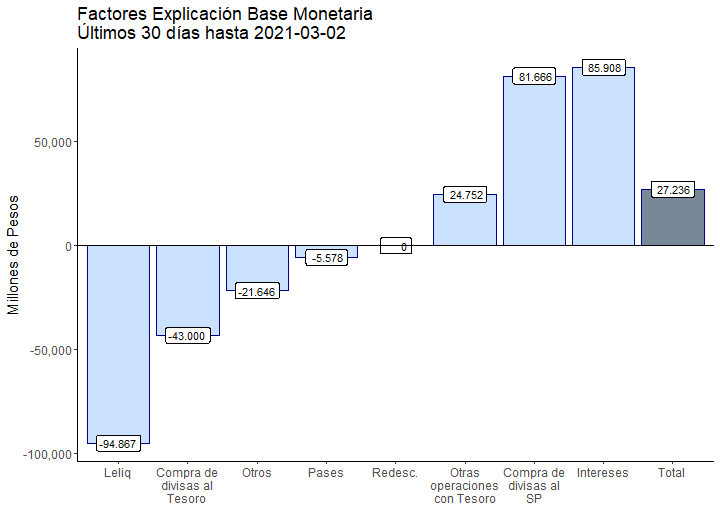 Factores Explicación Base Monetaria
Últimos 30 días hasta 2021-03-02
Millones de Pesos
50,000
0
-50,000
-100,000
-94.867
-43.000
-21.646
-5.578
0
24.752
81.666
85.908
27.236
Leliq
Compra de
divisas al
Tesoro
Otros
Pases
Redesc.
Otras
operaciones
con Tesoro
Compra de
divisas al
SP
Intereses
Total